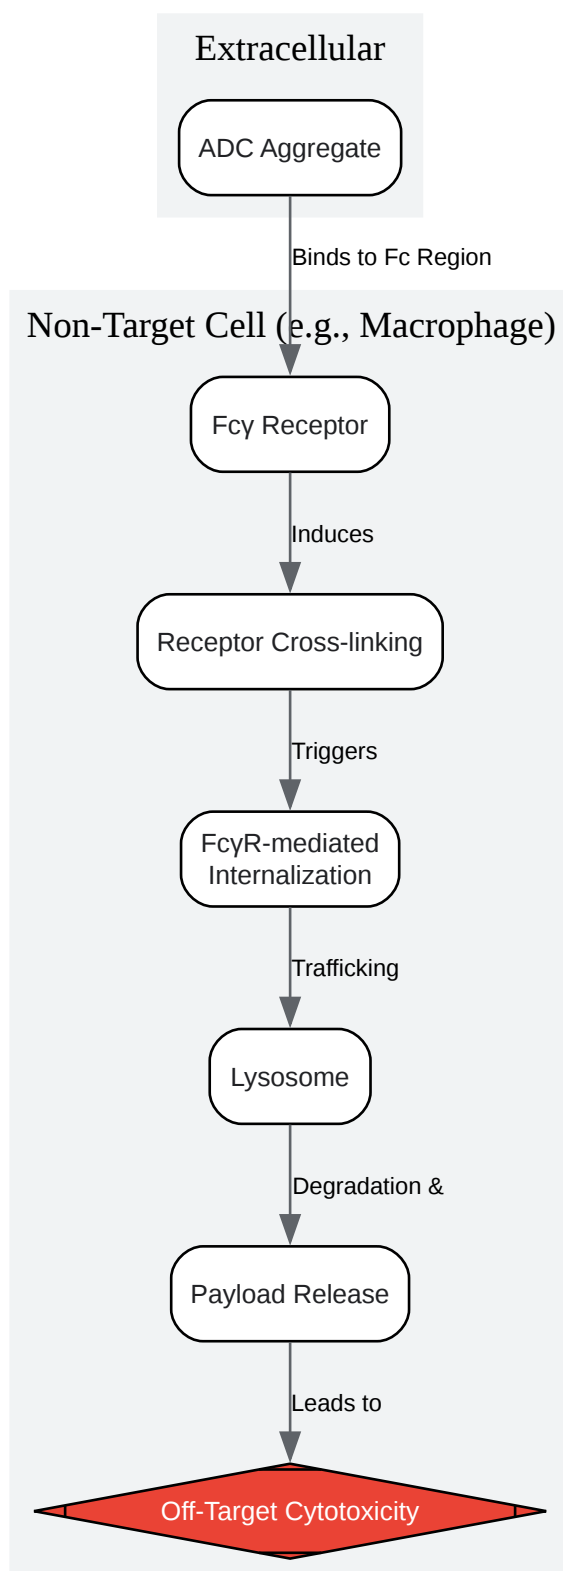 Extracellular
ADC Aggregate
Binds to Fc Region
Non-Target Cell (e.g., Macrophage)
Fcγ Receptor
Induces
Receptor Cross-linking
Triggers
FcγR-mediated
Internalization
Trafficking
Lysosome
Degradation &
Payload Release
Leads to
Off-Target Cytotoxicity